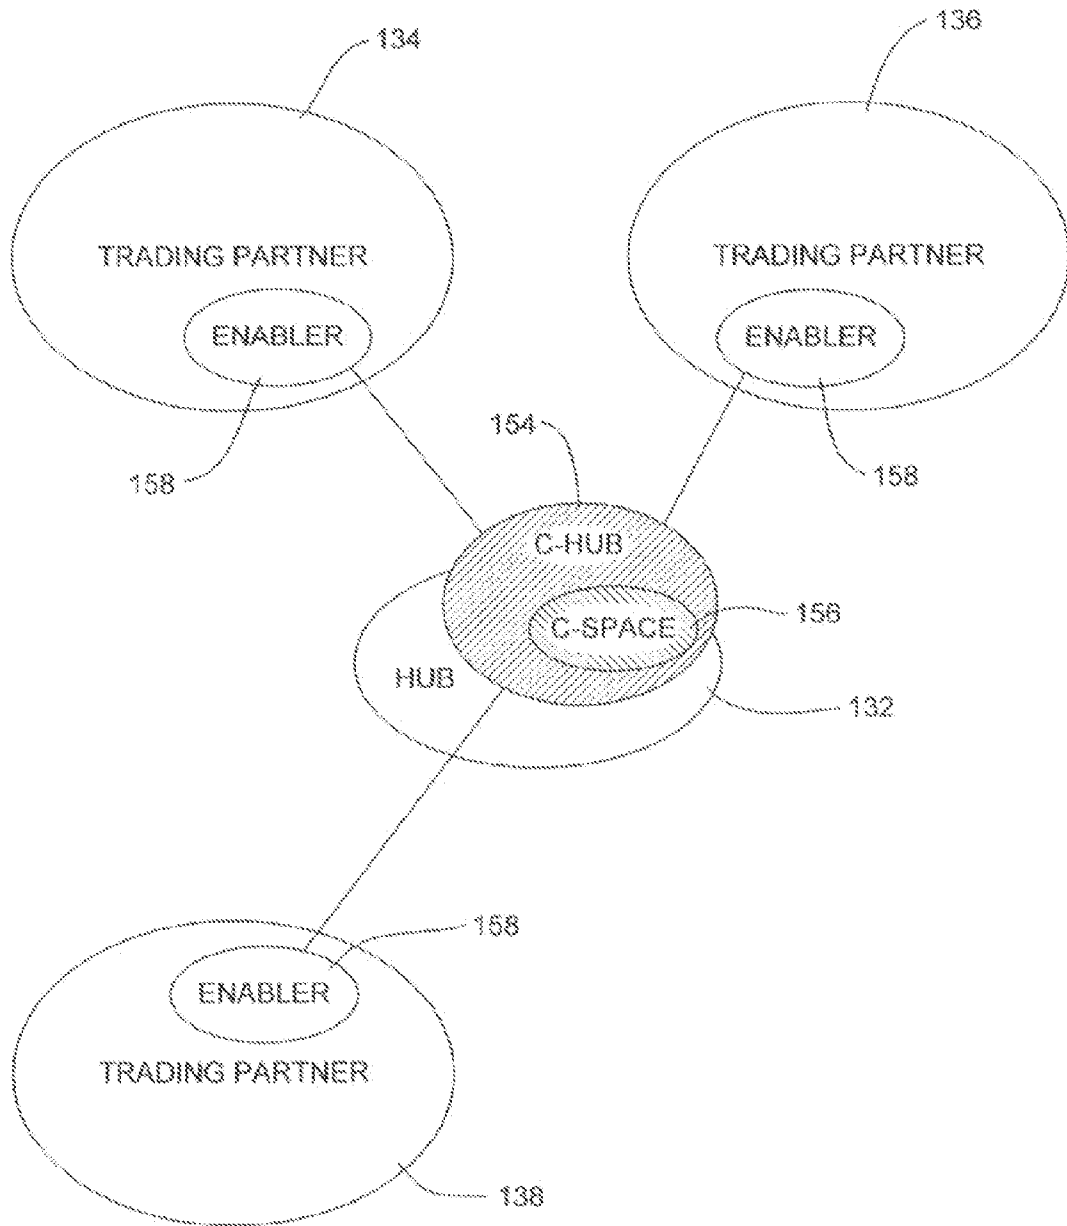 134
136
TRADING PARTNER
TRADING PARTNER
ENABLER
ENABLER
158
154
158
C-HUB
C-SPACE
156
HUB
132
158
ENABLER
TRADING PARTNER
138